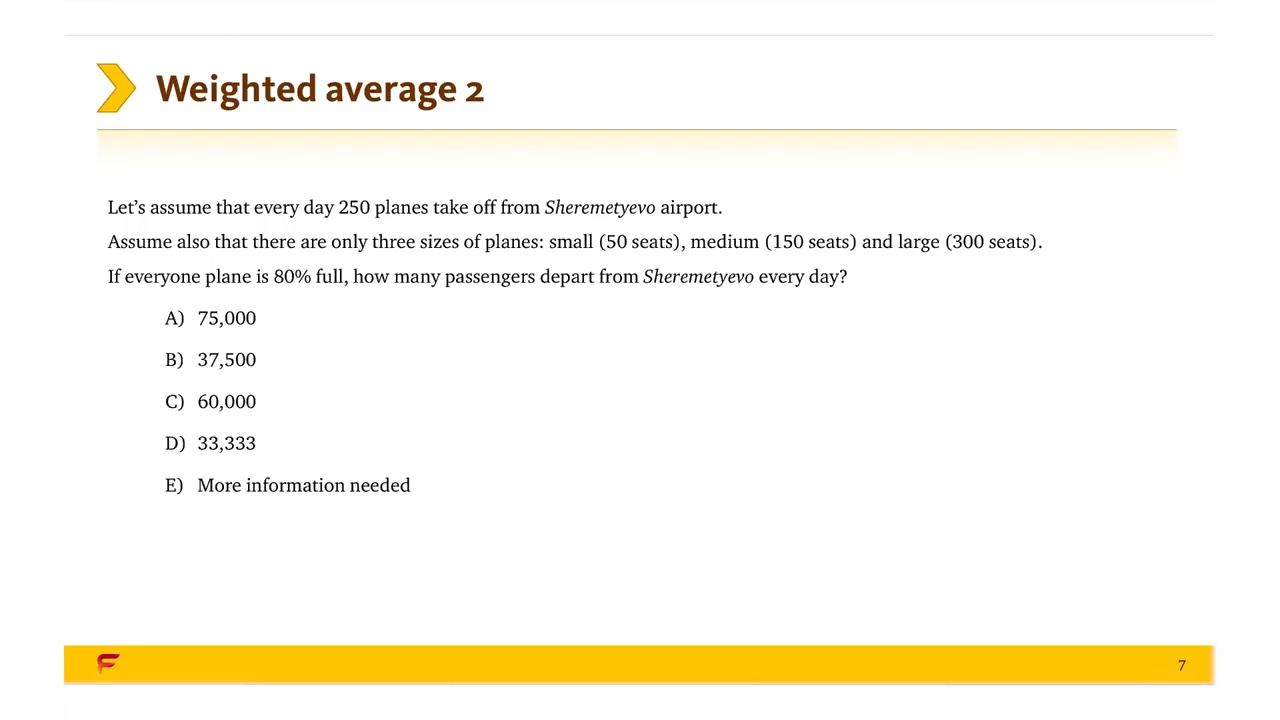 Weighted average 2
Let's assume that every day 250 planes take off from Sheremetyevo airport.
Assume also that there are only three sizes of planes: small (50 seats), medium (150 seats) and large (300 seats).
If everyone plane is 80% full, how many passengers depart from Sheremetyevo every day?
A) 75,000
B) 37,500
C) 60,000
D) 33,333
E) More information needed
7